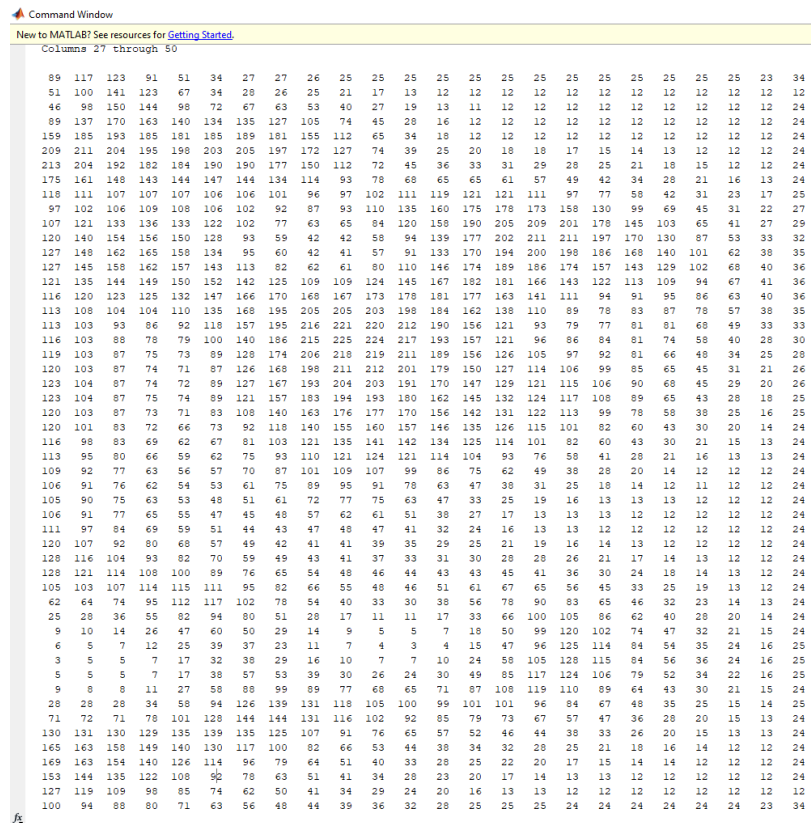 Command Window
New to MATLAB? See resources for Getting Started.
Columns 27 through 50
89 117 123 91 51 34 27 27 26 25 25 25 25 25 25 25 25 25 25 25 25 25 23 34
51 100 141 123 67 34 28 26 25 21 17 13 12 12 12 12 12 12 12 12 12 12 12 12
46 98 150 144 98 72 67 63 53 40 27 19 13 11 12 12 12 12 12 12 12 12 12 24
89 137 170 163 140 134 135 127 105 74 45 28 16 12 12 12 12 12 12 12 12 12 12 24
159 185 193 185 181 185 189 181 155 112 65 34 18 12 12 12 12 12 12 12 12 12 12 24
209 211 204 195 198 203 205 197 172 127 74 39 25 20 18 18 17 15 14 13 12 12 12 24
213 204 192 182 184 190 190 177 150 112 72 45 36 33 31 29 28 25 21 18 15 12 12 24
175 161 148 143 144 147 144 134 114 93 78 68 65 65 61 57 49 42 34 28 21 16 13 24
118 111 107 107 107 106 106 101 96 97 102 111 119 121 121 111 97 77 58 42 31 23 17 25
97 102 106 109 108 106 102 92 87 93 110 135 160 175 178 173 158 130 99 69 45 31 22 27
107 121 133 136 133 122 102 77 63 65 84 120 158 190 205 209 201 178 145 103 65 41 27 29
120 140 154 156 150 128 93 59 42 42 58 94 139 177 202 211 211 197 170 130 87 53 33 32
127 148 162 165 158 134 95 60 42 41 57 91 133 170 194 200 198 186 168 140 101 62 38 35
127 145 158 162 157 143 113 82 62 61 80 110 146 174 189 186 174 157 143 129 102 68 40 36
121 135 144 149 150 152 142 125 109 109 124 145 167 182 181 166 143 122 113 109 94 67 41 36
116 120 123 125 132 147 166 170 168 167 173 178 181 177 163 141 111 94 91 95 86 63 40 36
113 108 104 104 110 135 168 195 205 205 203 198 184 162 138 110 89 78 83 87 78 57 38 35
113 103 93 86 92 118 157 195 216 221 220 212 190 156 121 93 79 77 81 81 68 49 33 33
116 103 88 78 79 100 140 186 215 225 224 217 193 157 121 96 86 84 81 74 58 40 28 30
119 103 87 75 73 89 128 174 206 218 219 211 189 156 126 105 97 92 81 66 48 34 25 28
120 103 87 74 71 87 126 168 198 211 212 201 179 150 127 114 106 99 85 65 45 31 21 26
123 104 87 74 72 89 127 167 193 204 203 191 170 147 129 121 115 106 90 68 45 29 20 26
123 104 87 75 74 89 121 157 183 194 193 180 162 145 132 124 117 108 89 65 43 28 18 25
120 103 87 73 71 83 108 140 163 176 177 170 156 142 131 122 113 99 78 58 38 25 16 25
120 101 83 72 66 73 92 118 140 155 160 157 146 135 126 115 101 82 60 43 30 20 14 24
116 98 83 69 62 67 81 103 121 135 141 142 134 125 114 101 82 60 43 30 21 15 13 24
113 95 80 66 59 62 75 93 110 121 124 121 114 104 93 76 58 41 28 21 16 13 13 24
109 92 77 63 56 57 70 87 101 109 107 99 86 75 62 49 38 28 20 14 12 12 12 24
106 91 76 62 54 53 61 75 89 95 91 78 63 47 38 31 25 18 14 12 11 12 12 24
105 90 75 63 53 48 51 61 72 77 75 63 47 33 25 19 16 13 13 13 12 12 12 24
106 91 77 65 55 47 45 48 57 62 61 51 38 27 17 13 13 13 12 12 12 12 12 24
111 97 84 69 59 51 44 43 47 48 47 41 32 24 16 13 13 12 12 12 12 12 12 24
120 107 92 80 68 57 49 42 41 41 39 35 29 25 21 19 16 14 13 12 12 12 12 24
128 116 104 93 82 70 59 49 43 41 37 33 31 30 28 28 26 21 17 14 13 12 12 24
128 121 114 108 100 89 76 65 54 48 46 44 43 43 45 41 36 30 24 18 14 13 12 24
105 103 107 114 115 111 95 82 66 55 48 46 51 61 67 65 56 45 33 25 19 13 12 24
62 64 74 95 112 117 102 78 54 40 33 30 38 56 78 90 83 65 46 32 23 14 13 24
25 28 36 55 82 94 80 51 28 17 11 11 17 33 66 100 105 86 62 40 28 20 14 24
9 10 14 26 47 60 50 29 14 9 5 5 7 18 50 99 120 102 74 47 32 21 15 24
6 5 7 12 25 39 37 23 11 7 4 3 4 15 47 96 125 114 84 54 35 24 16 25
3 5 5 7 17 32 38 29 16 10 7 7 10 24 58 105 128 115 84 56 36 24 16 25
5 5 5 7 17 38 57 53 39 30 26 24 30 49 85 117 124 106 79 52 34 22 16 25
9 8 8 11 27 58 88 99 89 77 68 65 71 87 108 119 110 89 64 43 30 21 15 24
28 28 28 34 58 94 126 139 131 118 105 100 99 101 101 96 84 67 48 35 25 15 14 25
71 72 71 78 101 128 144 144 131 116 102 92 85 79 73 67 57 47 36 28 20 15 13 24
130 131 130 129 135 139 135 125 107 91 76 65 57 52 46 44 38 33 26 20 15 13 13 24
165 163 158 149 140 130 117 100 82 66 53 44 38 34 32 28 25 21 18 16 14 12 12 24
169 163 154 140 126 114 96 79 64 51 40 33 28 25 22 20 17 15 14 14 12 12 12 24
153 144 135 122 108 92 78 63 51 41 34 28 23 20 17 14 13 13 12 12 12 12 12 24
127 119 109 98 85 74 62 50 41 34 29 24 20 16 13 13 12 12 12 12 12 12 12 12
100 94 88 80 71 63 56 48 44 39 36 32 28 25 25 25 24 24 24 24 24 24 23 34
fx